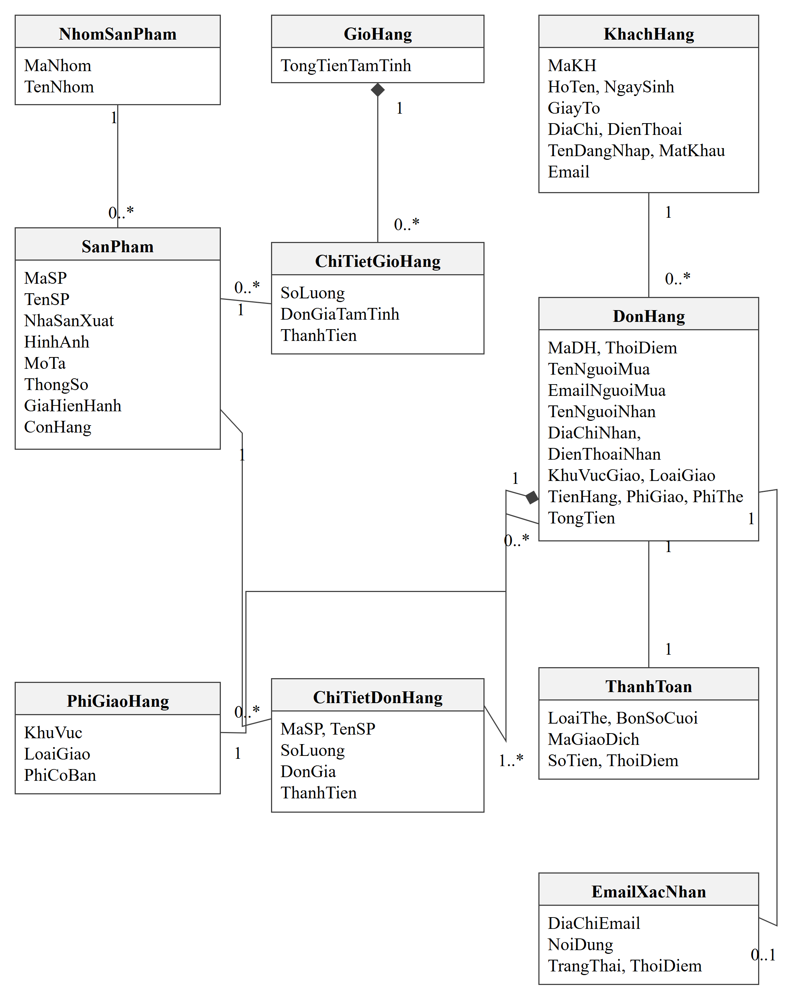 NhomSanPham
MaNhom
TenNhom
1
0..*
GioHang
TongTienTamTinh
1
0..*
KhachHang
MaKH
HoTen, NgaySinh
GiayTo
DiaChi, DienThoai
TenDangNhap, MatKhau
Email
1
0..*
SanPham
MaSP
TenSP
NhaSanXuat
HinhAnh
MoTa
ThongSo
GiaHienHanh
ConHang
0..*
1
1
ChiTietGioHang
SoLuong
DonGiaTamTinh
ThanhTien
DonHang
MaDH, ThoiDiem
TenNguoiMua
EmailNguoiMua
TenNguoiNhan
DiaChiNhan,
DienThoaiNhan
KhuVucGiao, LoaiGiao
TienHang, PhiGiao, PhiThe
TongTien
1
1
0..*
1
1
PhiGiaoHang
KhuVuc
LoaiGiao
PhiCoBan
0..*
1
ChiTietDonHang
MaSP, TenSP
SoLuong
DonGia
ThanhTien
1..*
ThanhToan
LoaiThe, BonSoCuoi
MaGiaoDich
SoTien, ThoiDiem
EmailXacNhan
DiaChiEmail
NoiDung
TrangThai, ThoiDiem
0..1